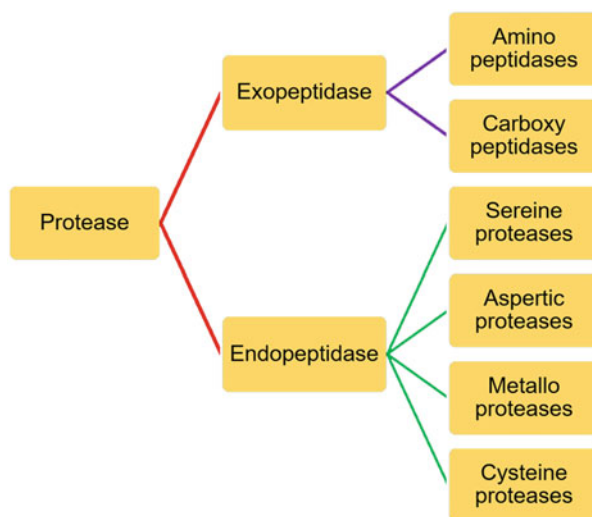 Protease
Exopeptidase
Endopeptidase
Amino
peptidases
Carboxy
peptidases
Sereine
proteases
Aspertic
proteases
Metallo
proteases
Cysteine
proteases